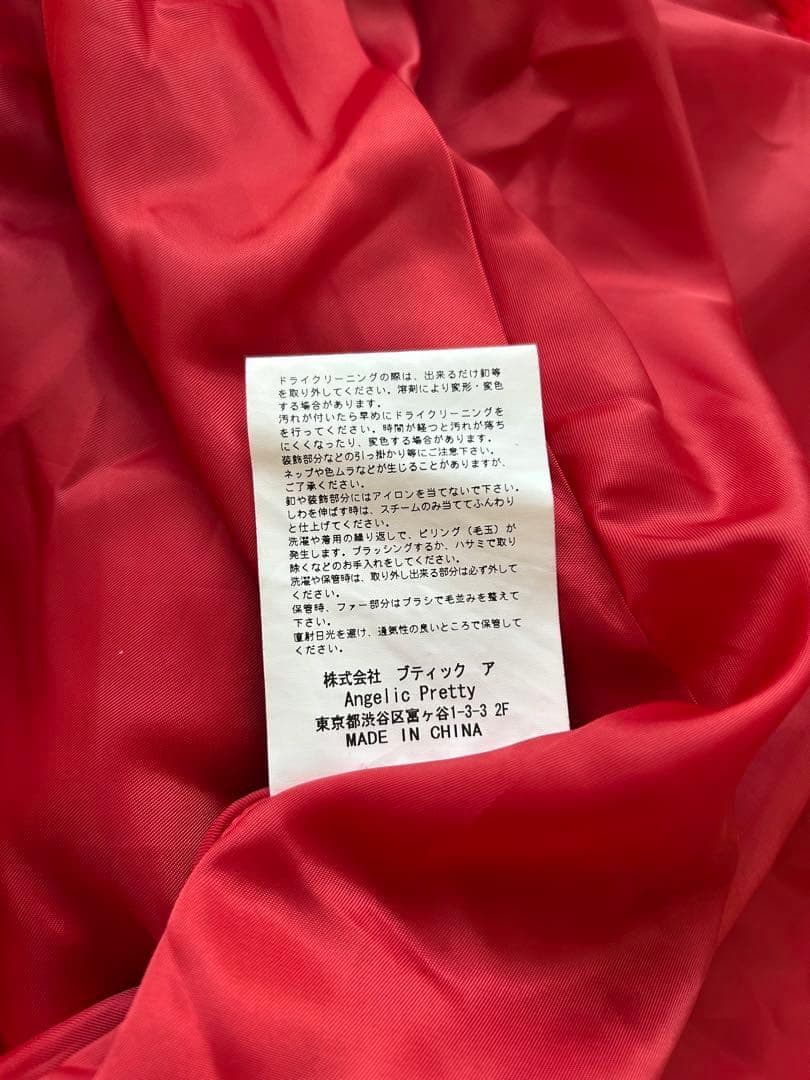 ドライクリーニングの際は、出来るだけ釦等
を取り外してください。溶剤により変形・変色
する場合があります。
汚れが付いたら早めにドライクリーニングを
を行ってください。時間が経つと汚れが落ち
にくくなったり、変色する場合があります。
装飾部分などの引っ掛かり等にご注意下さい。
ネップや色ムラなどが生じることがありますが、
ご了承ください。
釦や装飾部分にはアイロンを当てないで下さい。
しわを伸ばす時は、スチームのみ当ててふんわり
と仕上げてください。
洗濯や着用の繰り返しで、ピリング（毛玉）が
発生します。ブラッシングするか、ハサミで取り
除くなどのお手入れをしてください。
洗濯や保管時は、取り外し出来る部分は必ず外して
ください。
保管時、ファー部分はブラシで毛並みを整えて
下さい。
直射日光を避け、通気性の良いところで保管して
ください。
株式会社 ブティック ア
Angelic Pretty
東京都渋谷区富ヶ谷1-3-3 2F
MADE IN CHINA